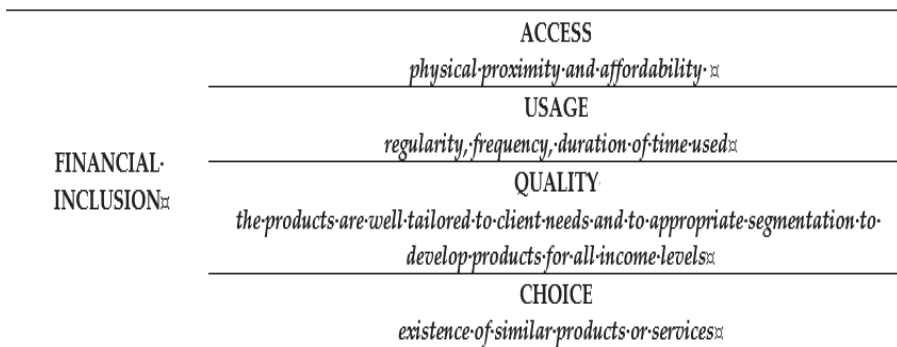 ACCESS
physical·proximity·and·affordability·¤
USAGE
regularity,·frequency,·duration·of·time·used¤
FINANCIAL·
INCLUSION¤
QUALITY
the·products·are·well·tailored·to·client·needs·and·to·appropriate·segmentation·to·
develop·products·for·all·income·levels¤
CHOICE
existence·of·similar·products·or·services¤